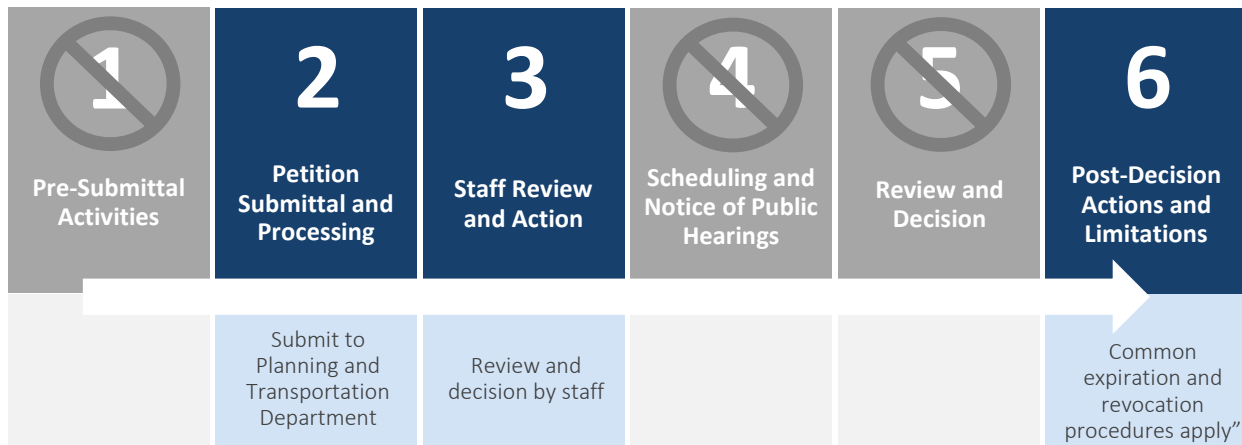 1
Pre-Submittal
Activities
2
Petition
Submittal and
Processing
3
Staff Review
and Action
4
Scheduling and
Notice of Public
Hearings
5
Review and
Decision
6
Post-Decision
Actions and
Limitations
Submit to
Planning and
Transportation
Department
Review and
decision by staff
Common
expiration and
revocation
procedures apply”